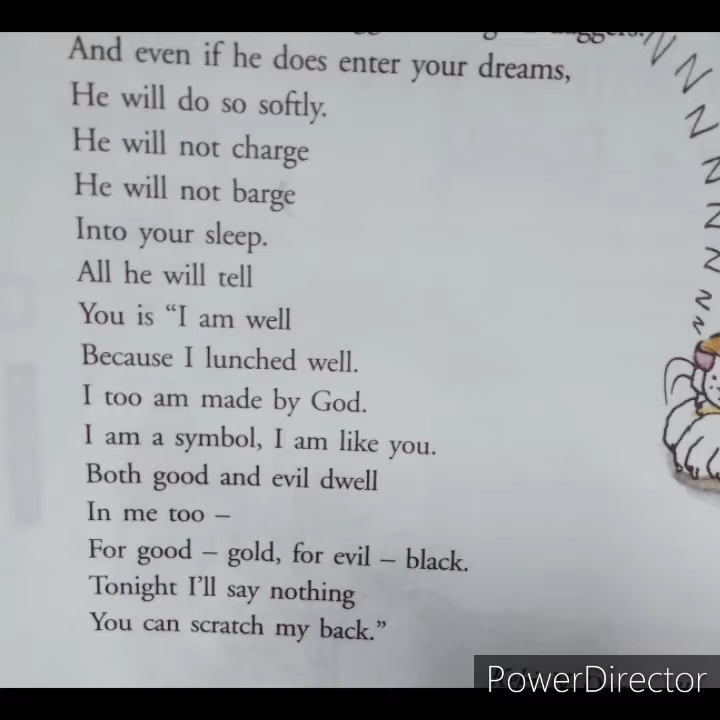 And even if he does enter your dreams,
He will do so softly.
He will not charge
He will not barge
Into your sleep.
All he will tell
You is “I am well
Because I lunched well.
I too am made by God.
I am a symbol, I am like you.
Both good and evil dwell
In me too –
For good – gold, for evil – black.
Tonight I’ll say nothing
You can scratch my back.”
N
N
N
N
N
N
N
N
PowerDirector